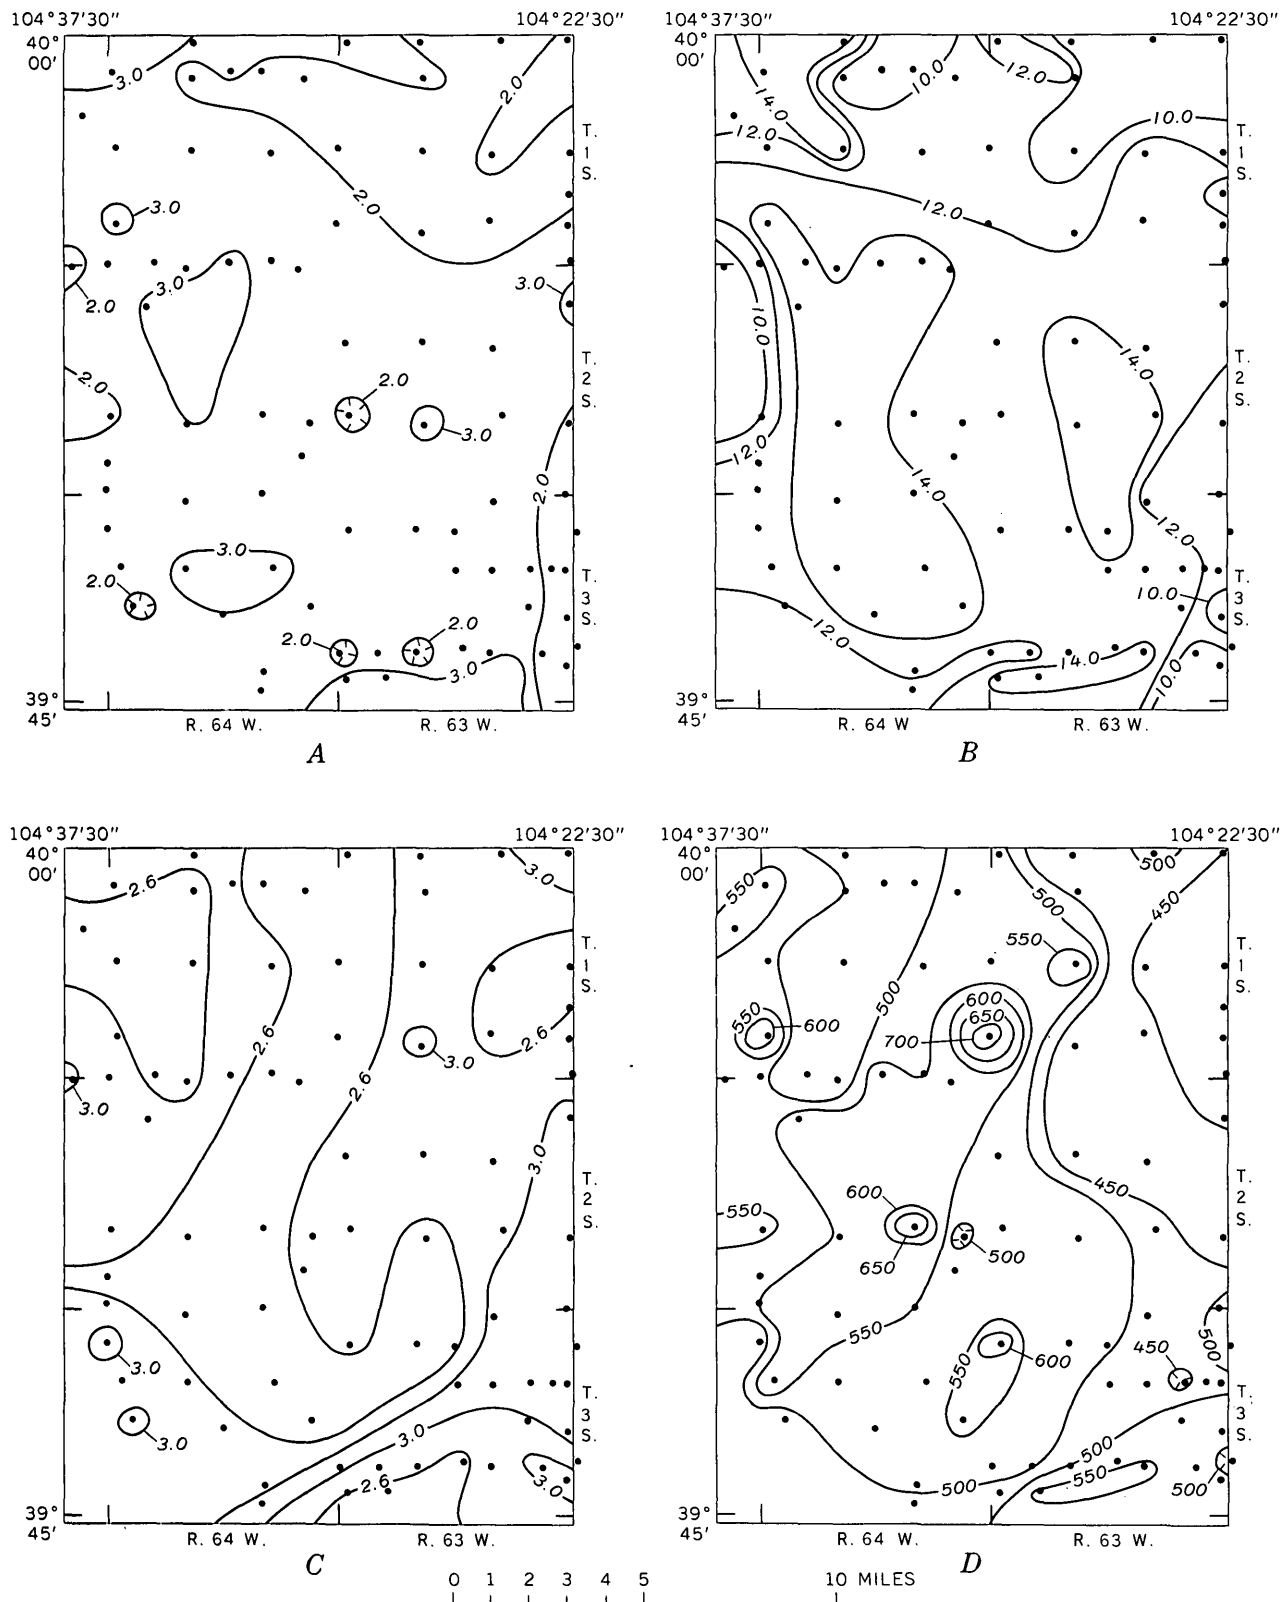 104°37'30" 104°22'30" 104°37'30" 104°22'30"
40° 40°
00' 00'
3.0 2.0 14.0 10.0 12.0
12.0 10.0
T. T.
1 1
S. S.
3.0 2.0 12.0
2.0 3.0 3.0 10.0
T. T.
2 2
S. S.
2.0 2.0 3.0 14.0
12.0
2.0 14.0 12.0
3.0
T. T.
3 3
S. S.
2.0 10.0
2.0 2.0 12.0
3.0 14.0 10.0
39° 39°
45' 45'
R. 64 W. R. 63 W. R. 64 W R. 63 W.
A B
104°37'30" 104°22'30" 104°37'30" 104°22'30"
40° 40°
00' 00'
2.6 3.0 550 500 500 450
T. T.
1 1
S. S.
550
500
2.6 3.0 2.6 550 600 700 600 650
3.0 2.6
3.0
450
T. T.
2 2
S. S.
550 600 650 500
3.0 550 600 550 450 500
T. T.
3 3
S. S.
3.0 3.0 500
2.6 3.0 500 550 500
39° 39°
45' 45'
R. 64 W. R. 63 W. R. 64 W. R. 63 W.
C D
0 1 2 3 4 5 10 MILES